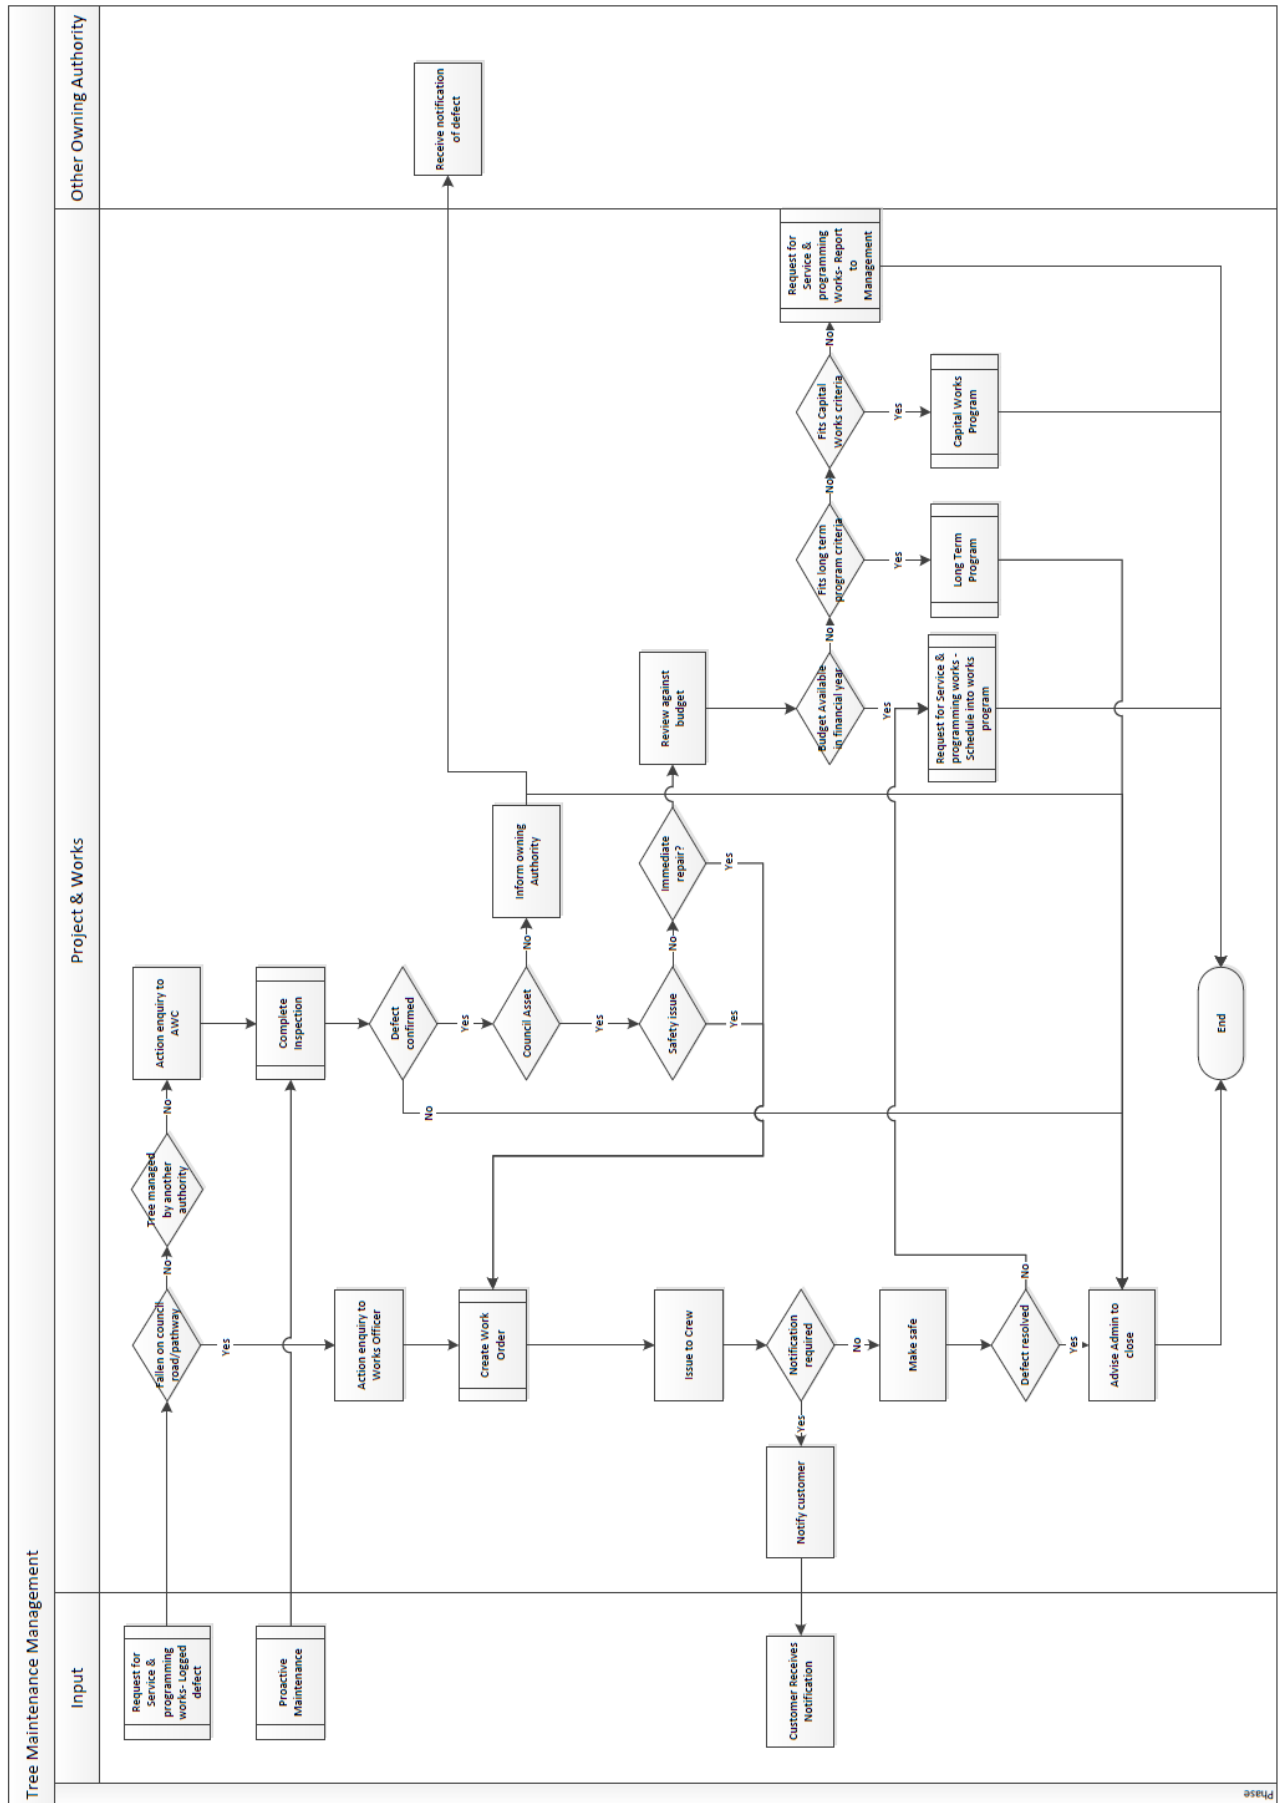 Tree Maintenance Management
Input
Project & Works
Other Owning Authority
Phase
Request for
Service &
programming
works- Logged
defect
Fallen on council
road/pathway
No
Tree managed
by another
authority
No
Action enquiry to
AWC
Yes
Proactive
Maintenance
Complete
Inspection
Action enquiry to
Works Officer
Defect
confirmed
No
Yes
Receive notification
of defect
Create Work
Order
Council Asset
No
Inform owning
Authority
Yes
Issue to Crew
Safety issue
No
Immediate
repair?
Review against
budget
Yes
Yes
Customer Receives
Notification
Notify customer
Yes
Notification
required
No
Budget Available
in financial year
No
Fits long term
program criteria
No
Fits Capital
Works criteria
No
Request for
Service &
programming
Works- Report
to
Management
Yes
Yes
Yes
Make safe
Request for Service &
programming works -
Schedule into works
program
Long Term
Program
Capital Works
Program
Defect resolved
No
Yes
Advise Admin to
close
End